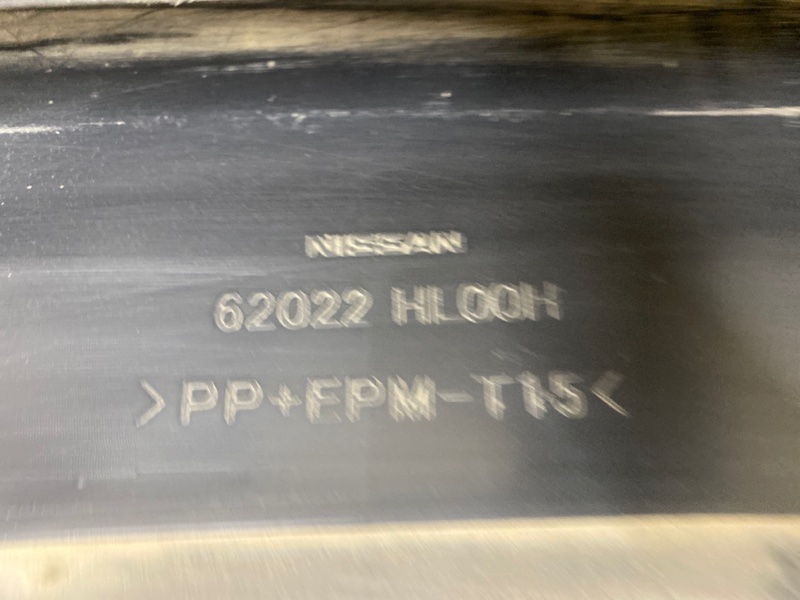 NISSAN
62022 HL00H
>PP+EPM-T15<